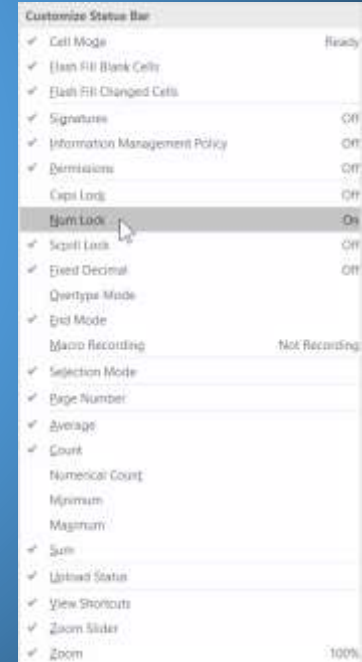 Customize Status Bar
Cell Mode Ready
Flash Fill Blank Cells
Flash Fill Changed Cells
Signatures Off
Information Management Policy Off
Permissions Off
Caps Lock Off
Num Lock On
Scroll Lock Off
Fixed Decimal Off
Overtype Mode
End Mode
Macro Recording Not Recording
Selection Mode
Page Number
Average
Count
Numerical Count
Minimum
Maximum
Sum
Upload Status
View Shortcuts
Zoom Slider
Zoom 100%